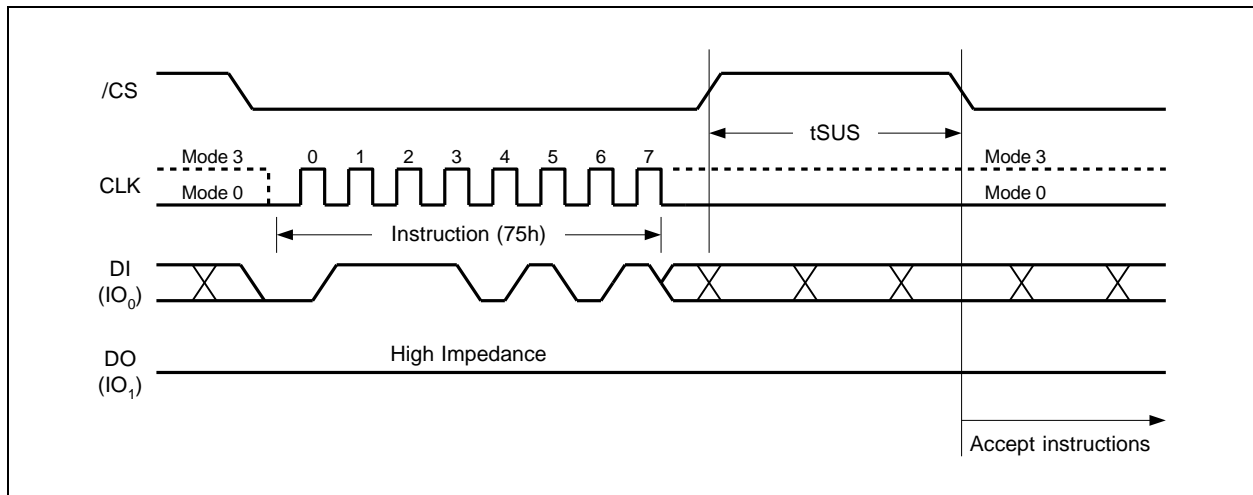 /CS
tSUS
Mode 3
0 1 2 3 4 5 6 7
Mode 3
CLK
Mode 0
Mode 0
Instruction (75h)
DI
(IO₀)
High Impedance
DO
(IO₁)
Accept instructions